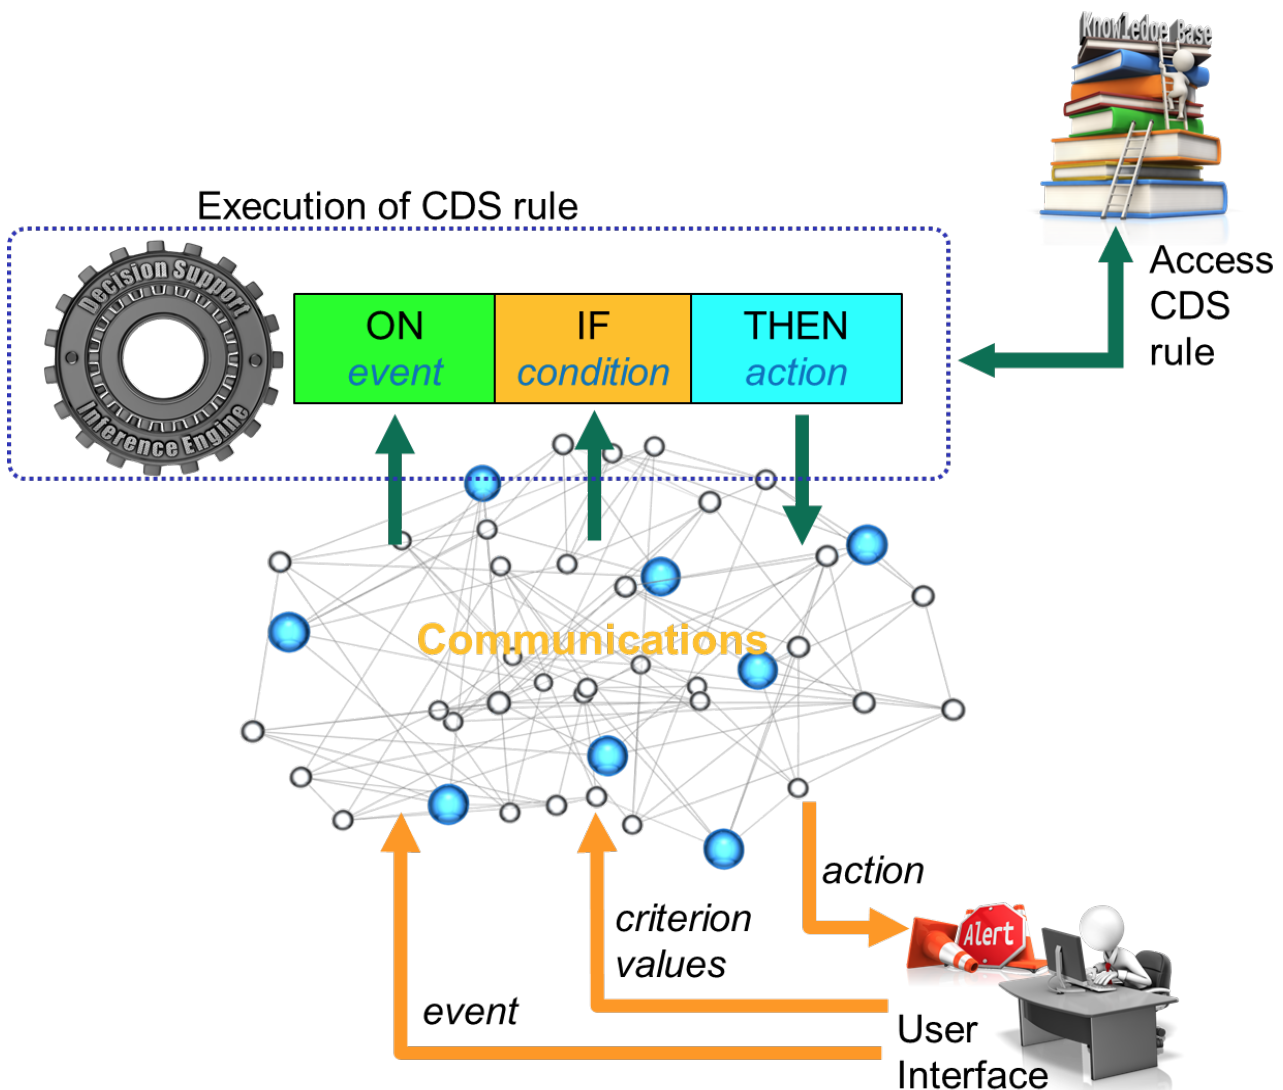 Knowledge Base
Execution of CDS rule
Access
CDS
rule
Decision Support
Inference Engine
ON
event
IF
condition
THEN
action
Communications
action
Alert
criterion
values
event
User
Interface